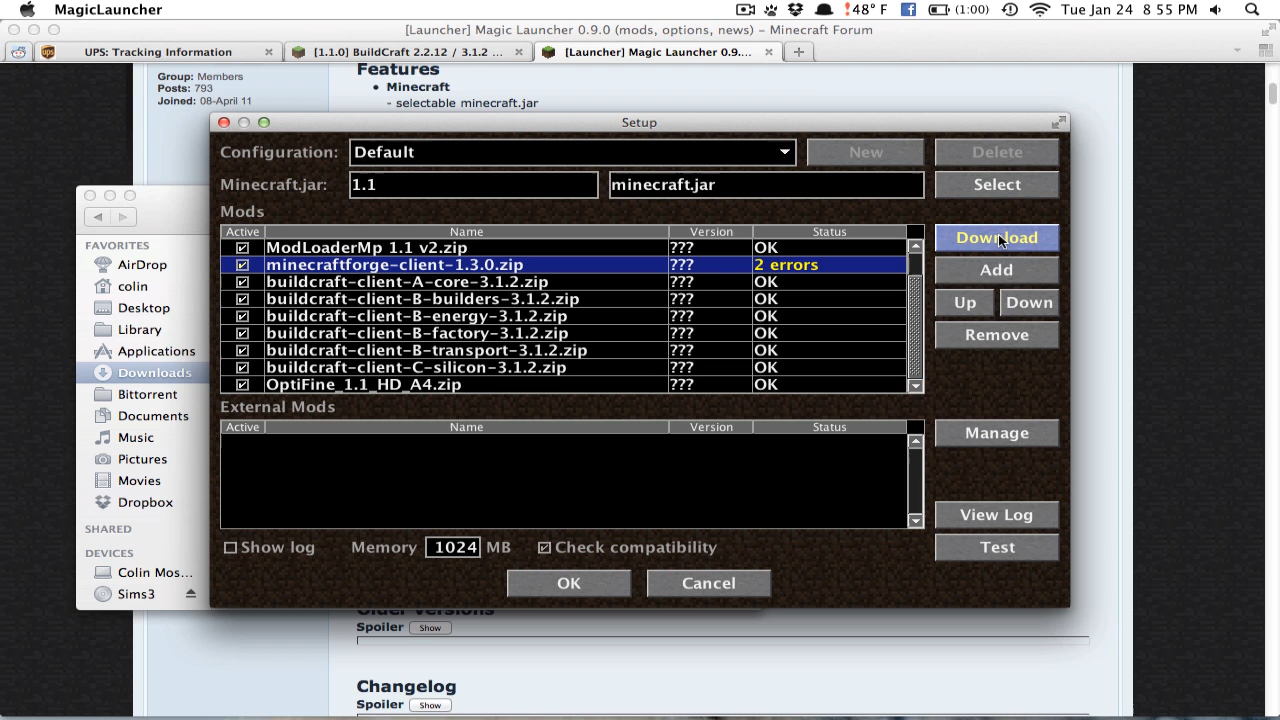 MagicLauncher 48° F (1:00) Tue Jan 24 8:55 PM
[Launcher] Magic Launcher 0.9.0 (mods, options, news) – Minecraft Forum
UPS: Tracking Information [1.1.0] BuildCraft 2.2.12 / 3.1.2 ... [Launcher] Magic Launcher 0.9....
Group: Members
Posts: 793
Joined: 08-April 11
Features
Minecraft
- selectable minecraft.jar
Setup
Configuration: Default New Delete
Minecraft.jar: 1.1 minecraft.jar Select
Mods
Active Name Version Status
ModLoaderMp 1.1 v2.zip ??? OK
minecraftforge-client-1.3.0.zip ??? 2 errors
buildcraft-client-A-core-3.1.2.zip ??? OK
buildcraft-client-B-builders-3.1.2.zip ??? OK
buildcraft-client-B-energy-3.1.2.zip ??? OK
buildcraft-client-B-factory-3.1.2.zip ??? OK
buildcraft-client-B-transport-3.1.2.zip ??? OK
buildcraft-client-C-silicon-3.1.2.zip ??? OK
OptiFine_1.1_HD_A4.zip ??? OK
Download
Add
Up Down
Remove
External Mods
Active Name Version Status
Manage
View Log
Test
Show log Memory 1024 MB Check compatibility
OK Cancel
FAVORITES
AirDrop
colin
Desktop
Library
Applications
Downloads
Bittorrent
Documents
Music
Pictures
Movies
Dropbox
SHARED
DEVICES
Colin Mos...
Sims3
Older versions
Spoiler Show
Changelog
Spoiler Show